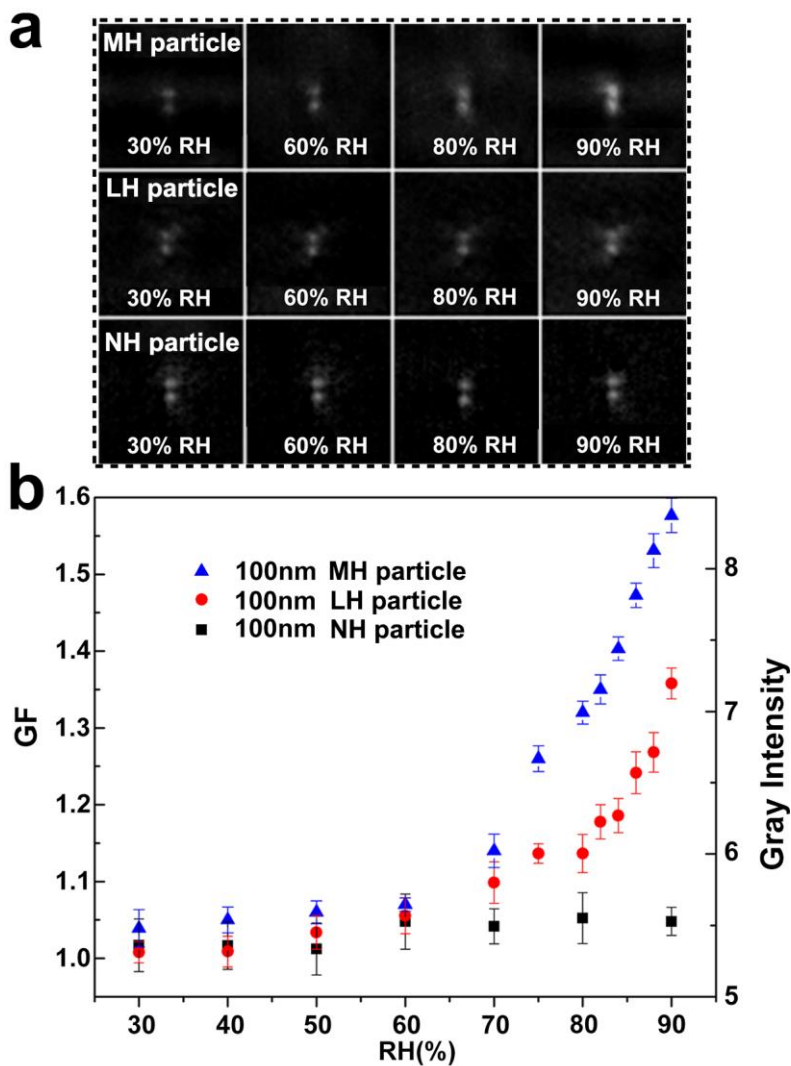 a
MH particle
30% RH 60% RH 80% RH 90% RH
LH particle
30% RH 60% RH 80% RH 90% RH
NH particle
30% RH 60% RH 80% RH 90% RH
b
1.6
1.5
1.4
1.3
1.2
1.1
1.0
GF
100nm MH particle
100nm LH particle
100nm NH particle
8
7
6
5
Gray Intensity
30 40 50 60 70 80 90
RH(%)